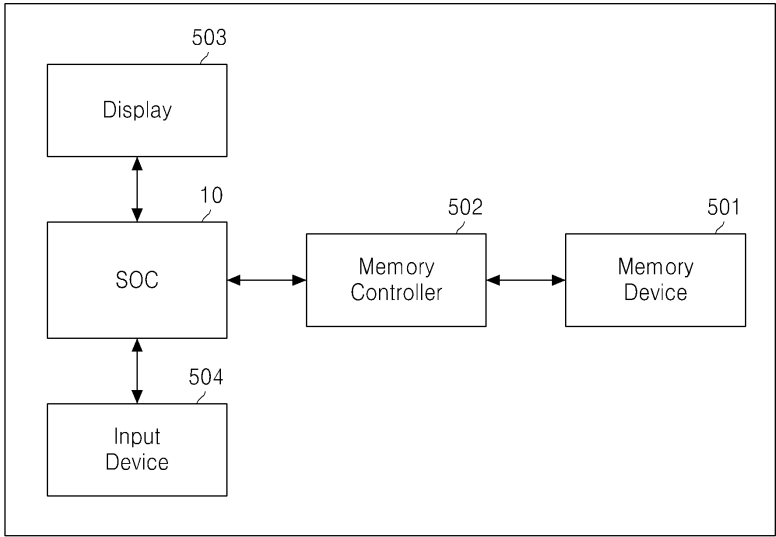 503
Display
10
SOC
502
Memory
Controller
501
Memory
Device
504
Input
Device